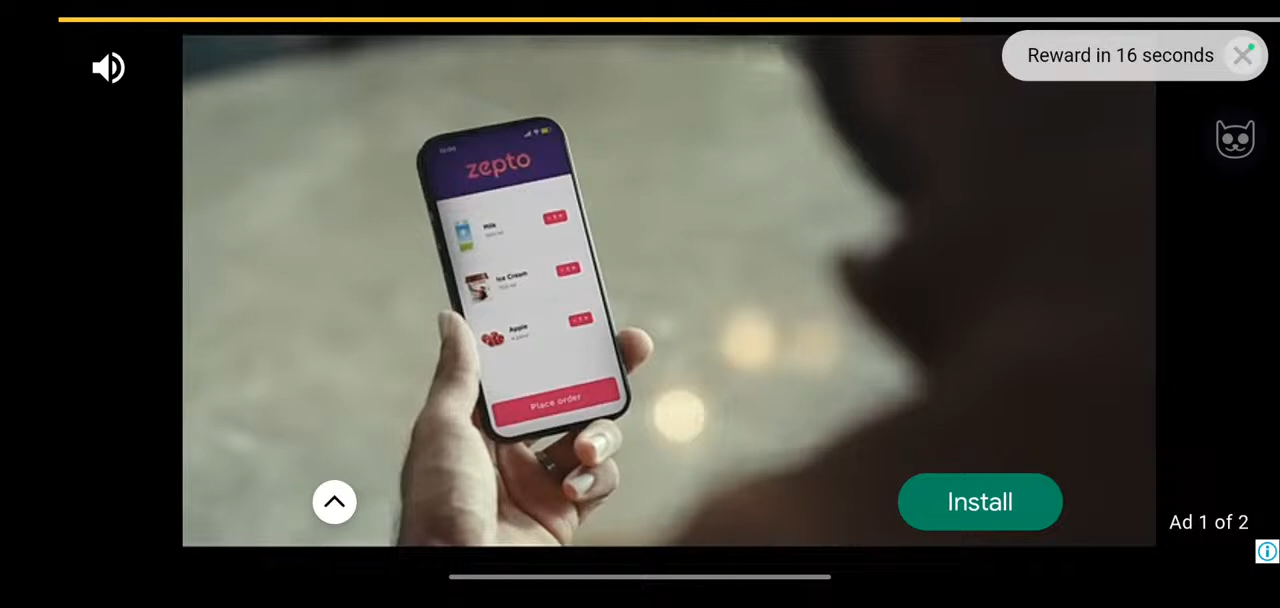 Reward in 16 seconds
zepto
Milk
Ice Cream
Apple
Place order
Install
Ad 1 of 2